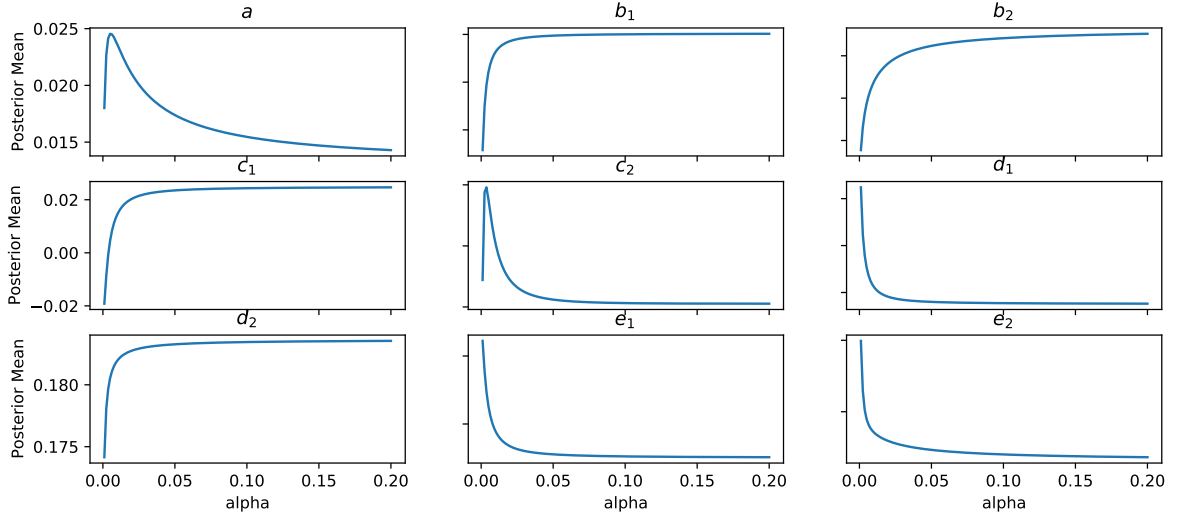 a
b₁
b₂
Posterior Mean
0.025
0.020
0.015
c₁
c₂
d₁
Posterior Mean
0.02
0.00
−0.02
d₂
e₁
e₂
Posterior Mean
0.180
0.175
0.00 0.05 0.10 0.15 0.20
0.00 0.05 0.10 0.15 0.20
0.00 0.05 0.10 0.15 0.20
alpha
alpha
alpha